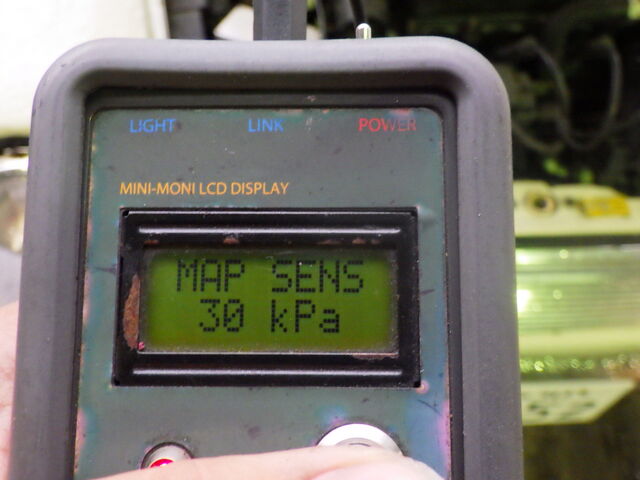 LIGHT LINK POWER
MINI-MONI LCD DISPLAY
MAP SENS
30 kPa